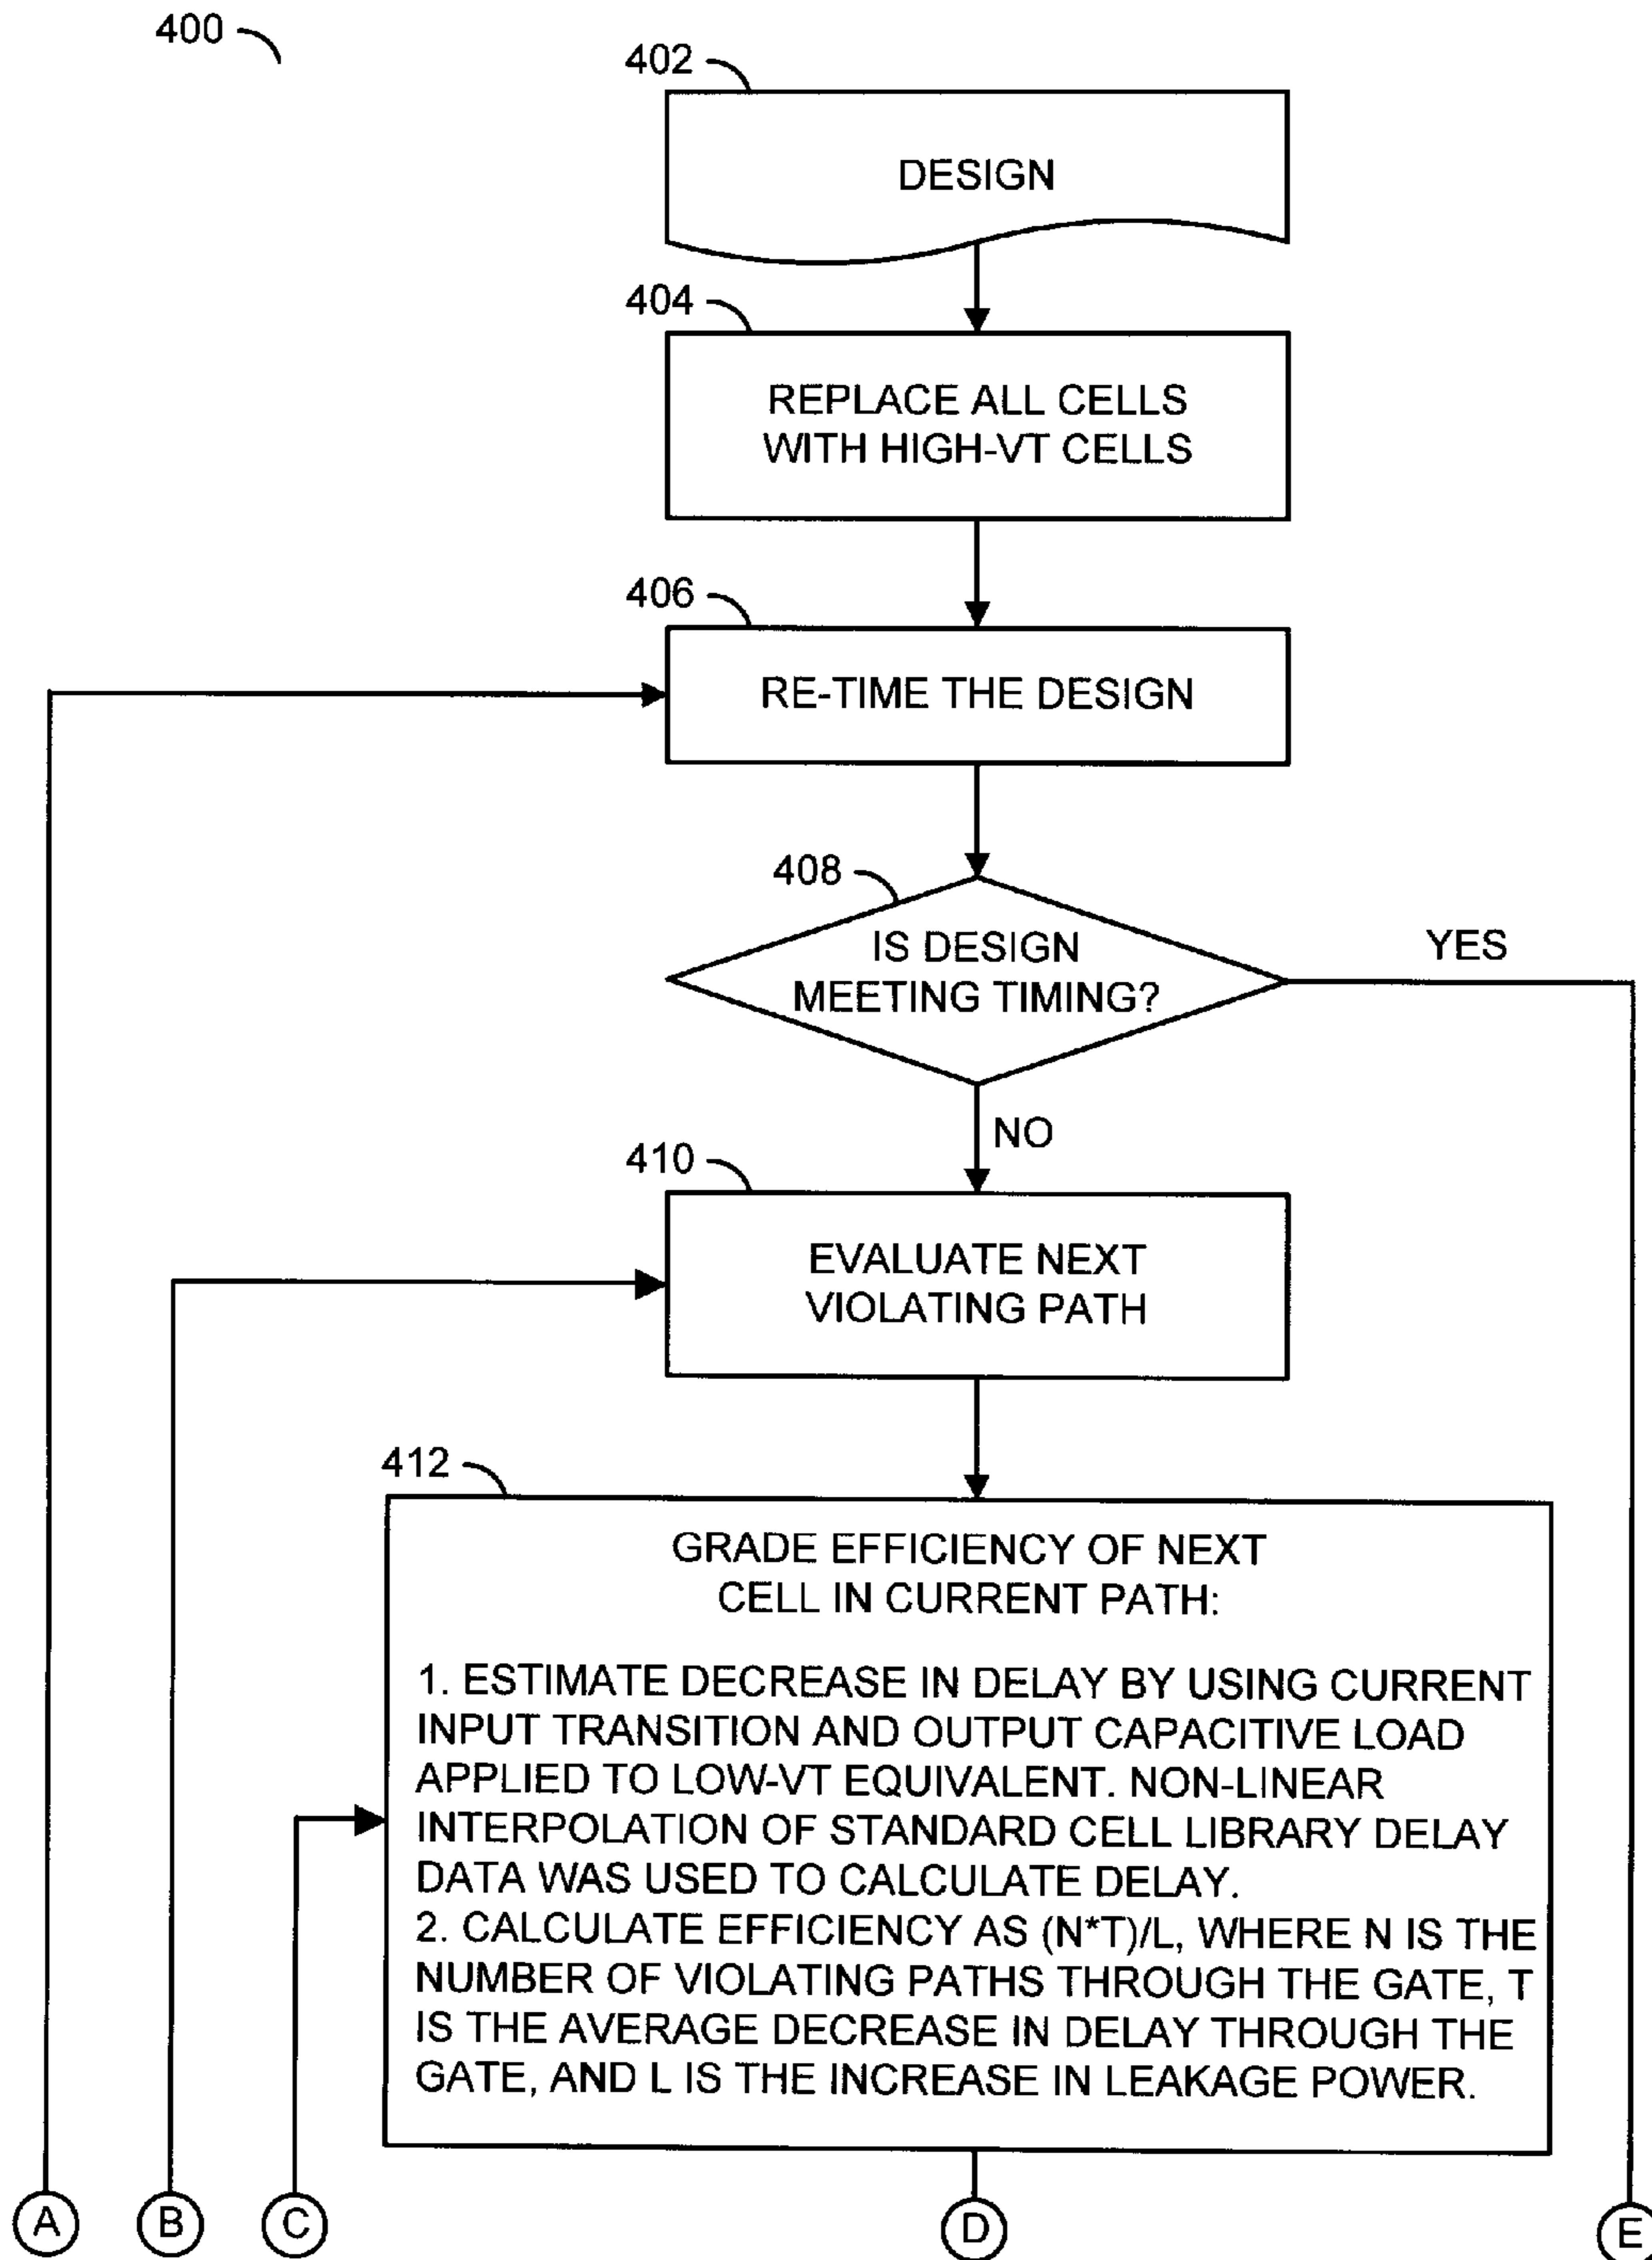 400
402
DESIGN
404
REPLACE ALL CELLS
WITH HIGH-VT CELLS
406
RE-TIME THE DESIGN
408
IS DESIGN
MEETING TIMING?
YES
NO
410
EVALUATE NEXT
VIOLATING PATH
412
GRADE EFFICIENCY OF NEXT
CELL IN CURRENT PATH:
1. ESTIMATE DECREASE IN DELAY BY USING CURRENT
INPUT TRANSITION AND OUTPUT CAPACITIVE LOAD
APPLIED TO LOW-VT EQUIVALENT. NON-LINEAR
INTERPOLATION OF STANDARD CELL LIBRARY DELAY
DATA WAS USED TO CALCULATE DELAY.
2. CALCULATE EFFICIENCY AS (N*T)/L, WHERE N IS THE
NUMBER OF VIOLATING PATHS THROUGH THE GATE, T
IS THE AVERAGE DECREASE IN DELAY THROUGH THE
GATE, AND L IS THE INCREASE IN LEAKAGE POWER.
A
B
C
D
E